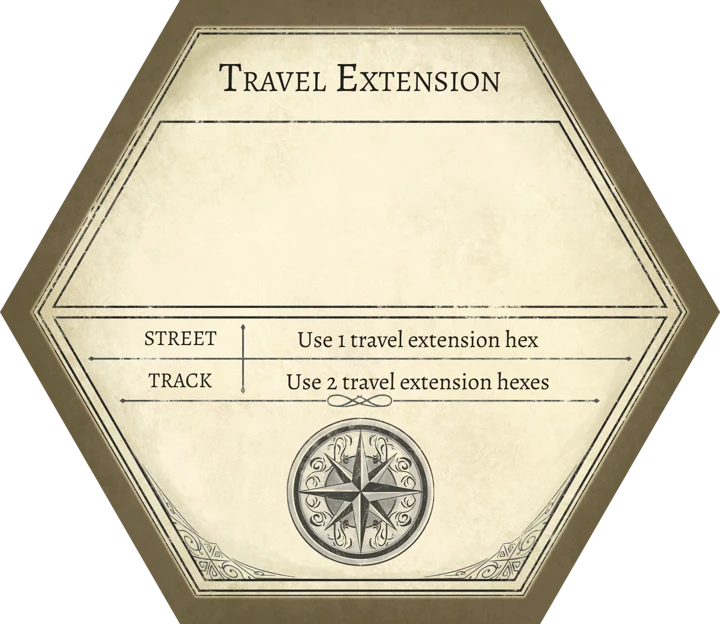 Travel Extension
STREET Use 1 travel extension hex
TRACK Use 2 travel extension hexes